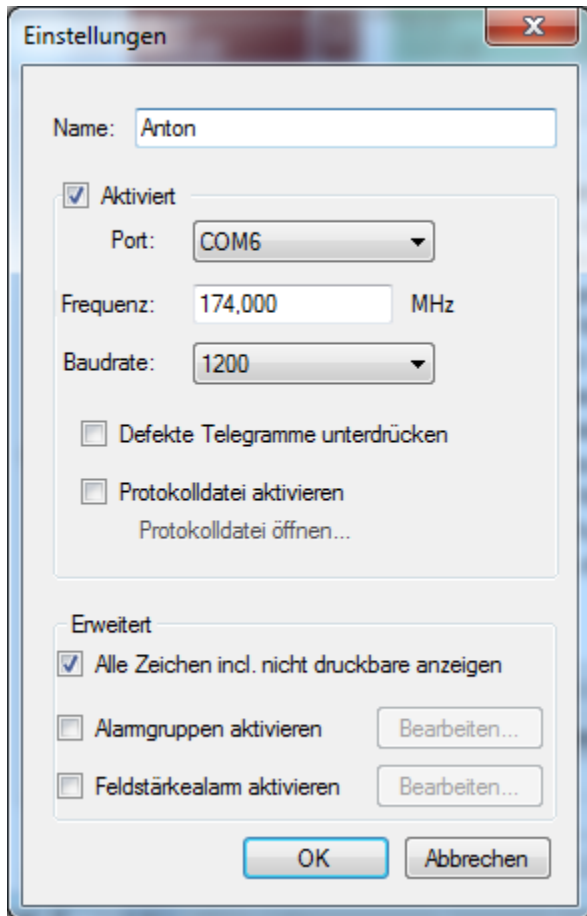 Einstellungen
Name: Anton
Aktiviert
Port: COM6
Frequenz: 174,000 MHz
Baudrate: 1200
Defekte Telegramme unterdrücken
Protokolldatei aktivieren
Protokolldatei öffnen...
Erweitert
Alle Zeichen incl. nicht druckbare anzeigen
Alarmgruppen aktivieren Bearbeiten...
Feldstärkealarm aktivieren Bearbeiten...
OK Abbrechen